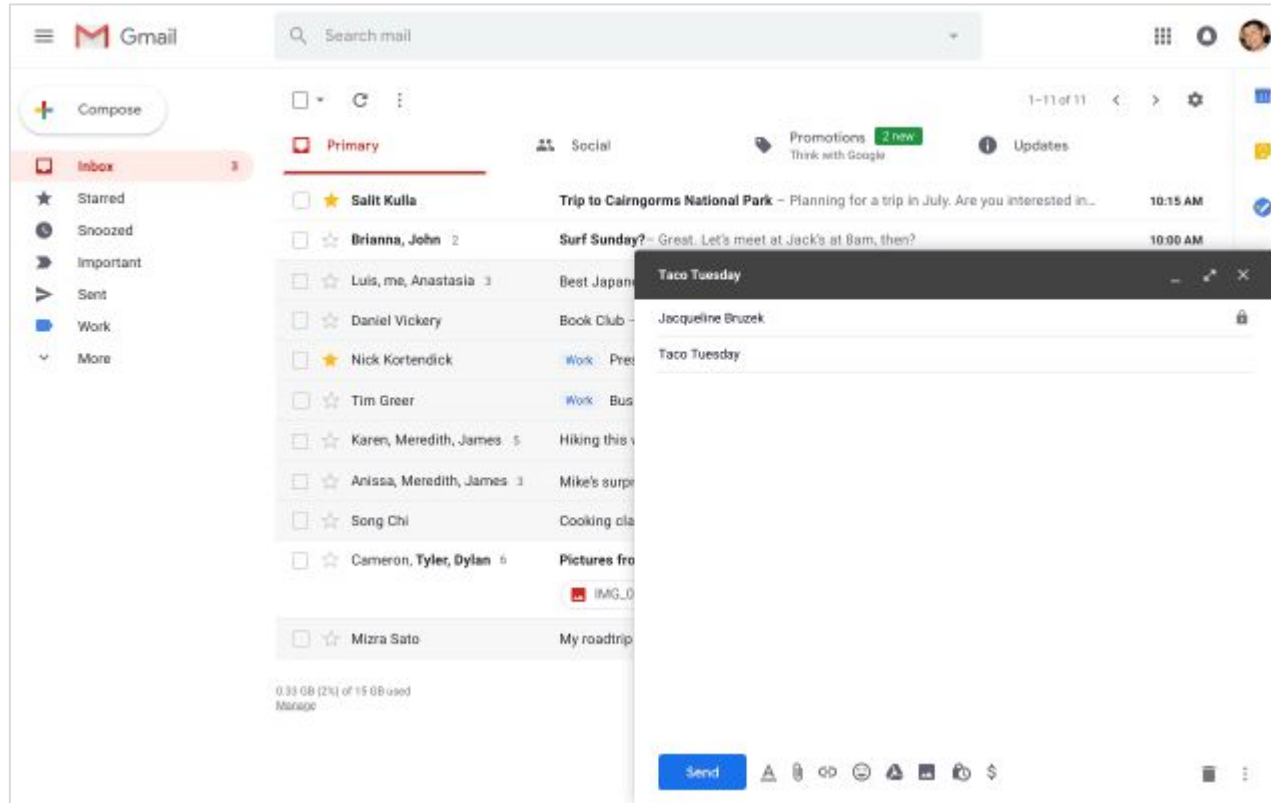 Gmail
Search mail
Compose
1–11 of 11
Primary
Social
Promotions 2 new
Think with Google
Updates
Inbox 3
Starred
Snoozed
Important
Sent
Work
More
Salit Kulla Trip to Cairngorms National Park – Planning for a trip in July. Are you interested in... 10:15 AM
Brianna, John 2 Surf Sunday? – Great. Let's meet at Jack's at 8am, then? 10:00 AM
Luis, me, Anastasia 3 Best Japan
Daniel Vickery Book Club –
Nick Kortendick Work Pres
Tim Greer Work Bus
Karen, Meredith, James 5 Hiking this
Anissa, Meredith, James 3 Mike's surpr
Song Chi Cooking cla
Cameron, Tyler, Dylan 6 Pictures fro
IMG_0
Mizra Sato My roadtrip
0.33 GB (2%) of 15 GB used
Manage
Taco Tuesday
Jacqueline Bruzek
Taco Tuesday
Send